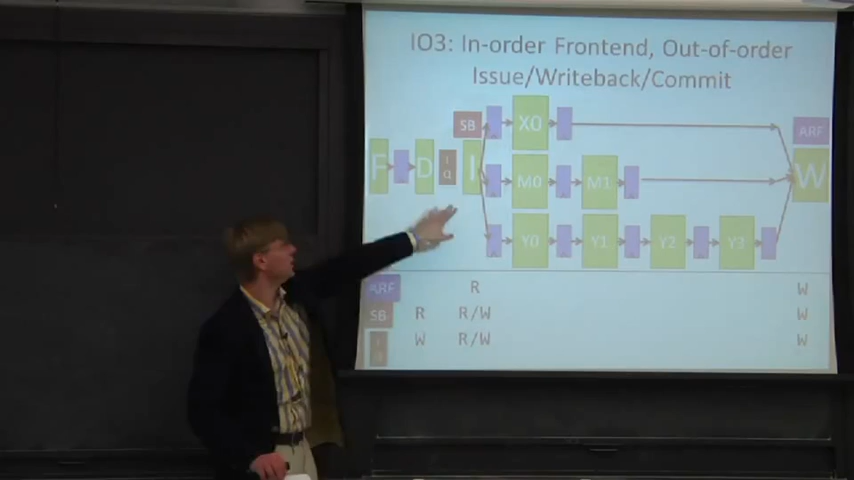 IO3: In-order Frontend, Out-of-order
Issue/Writeback/Commit
SB X0 ARF
F D I Q I M0 M1 W
Y0 Y1 Y2 Y3
ARF R W
SB R R/W W
I Q W R/W W